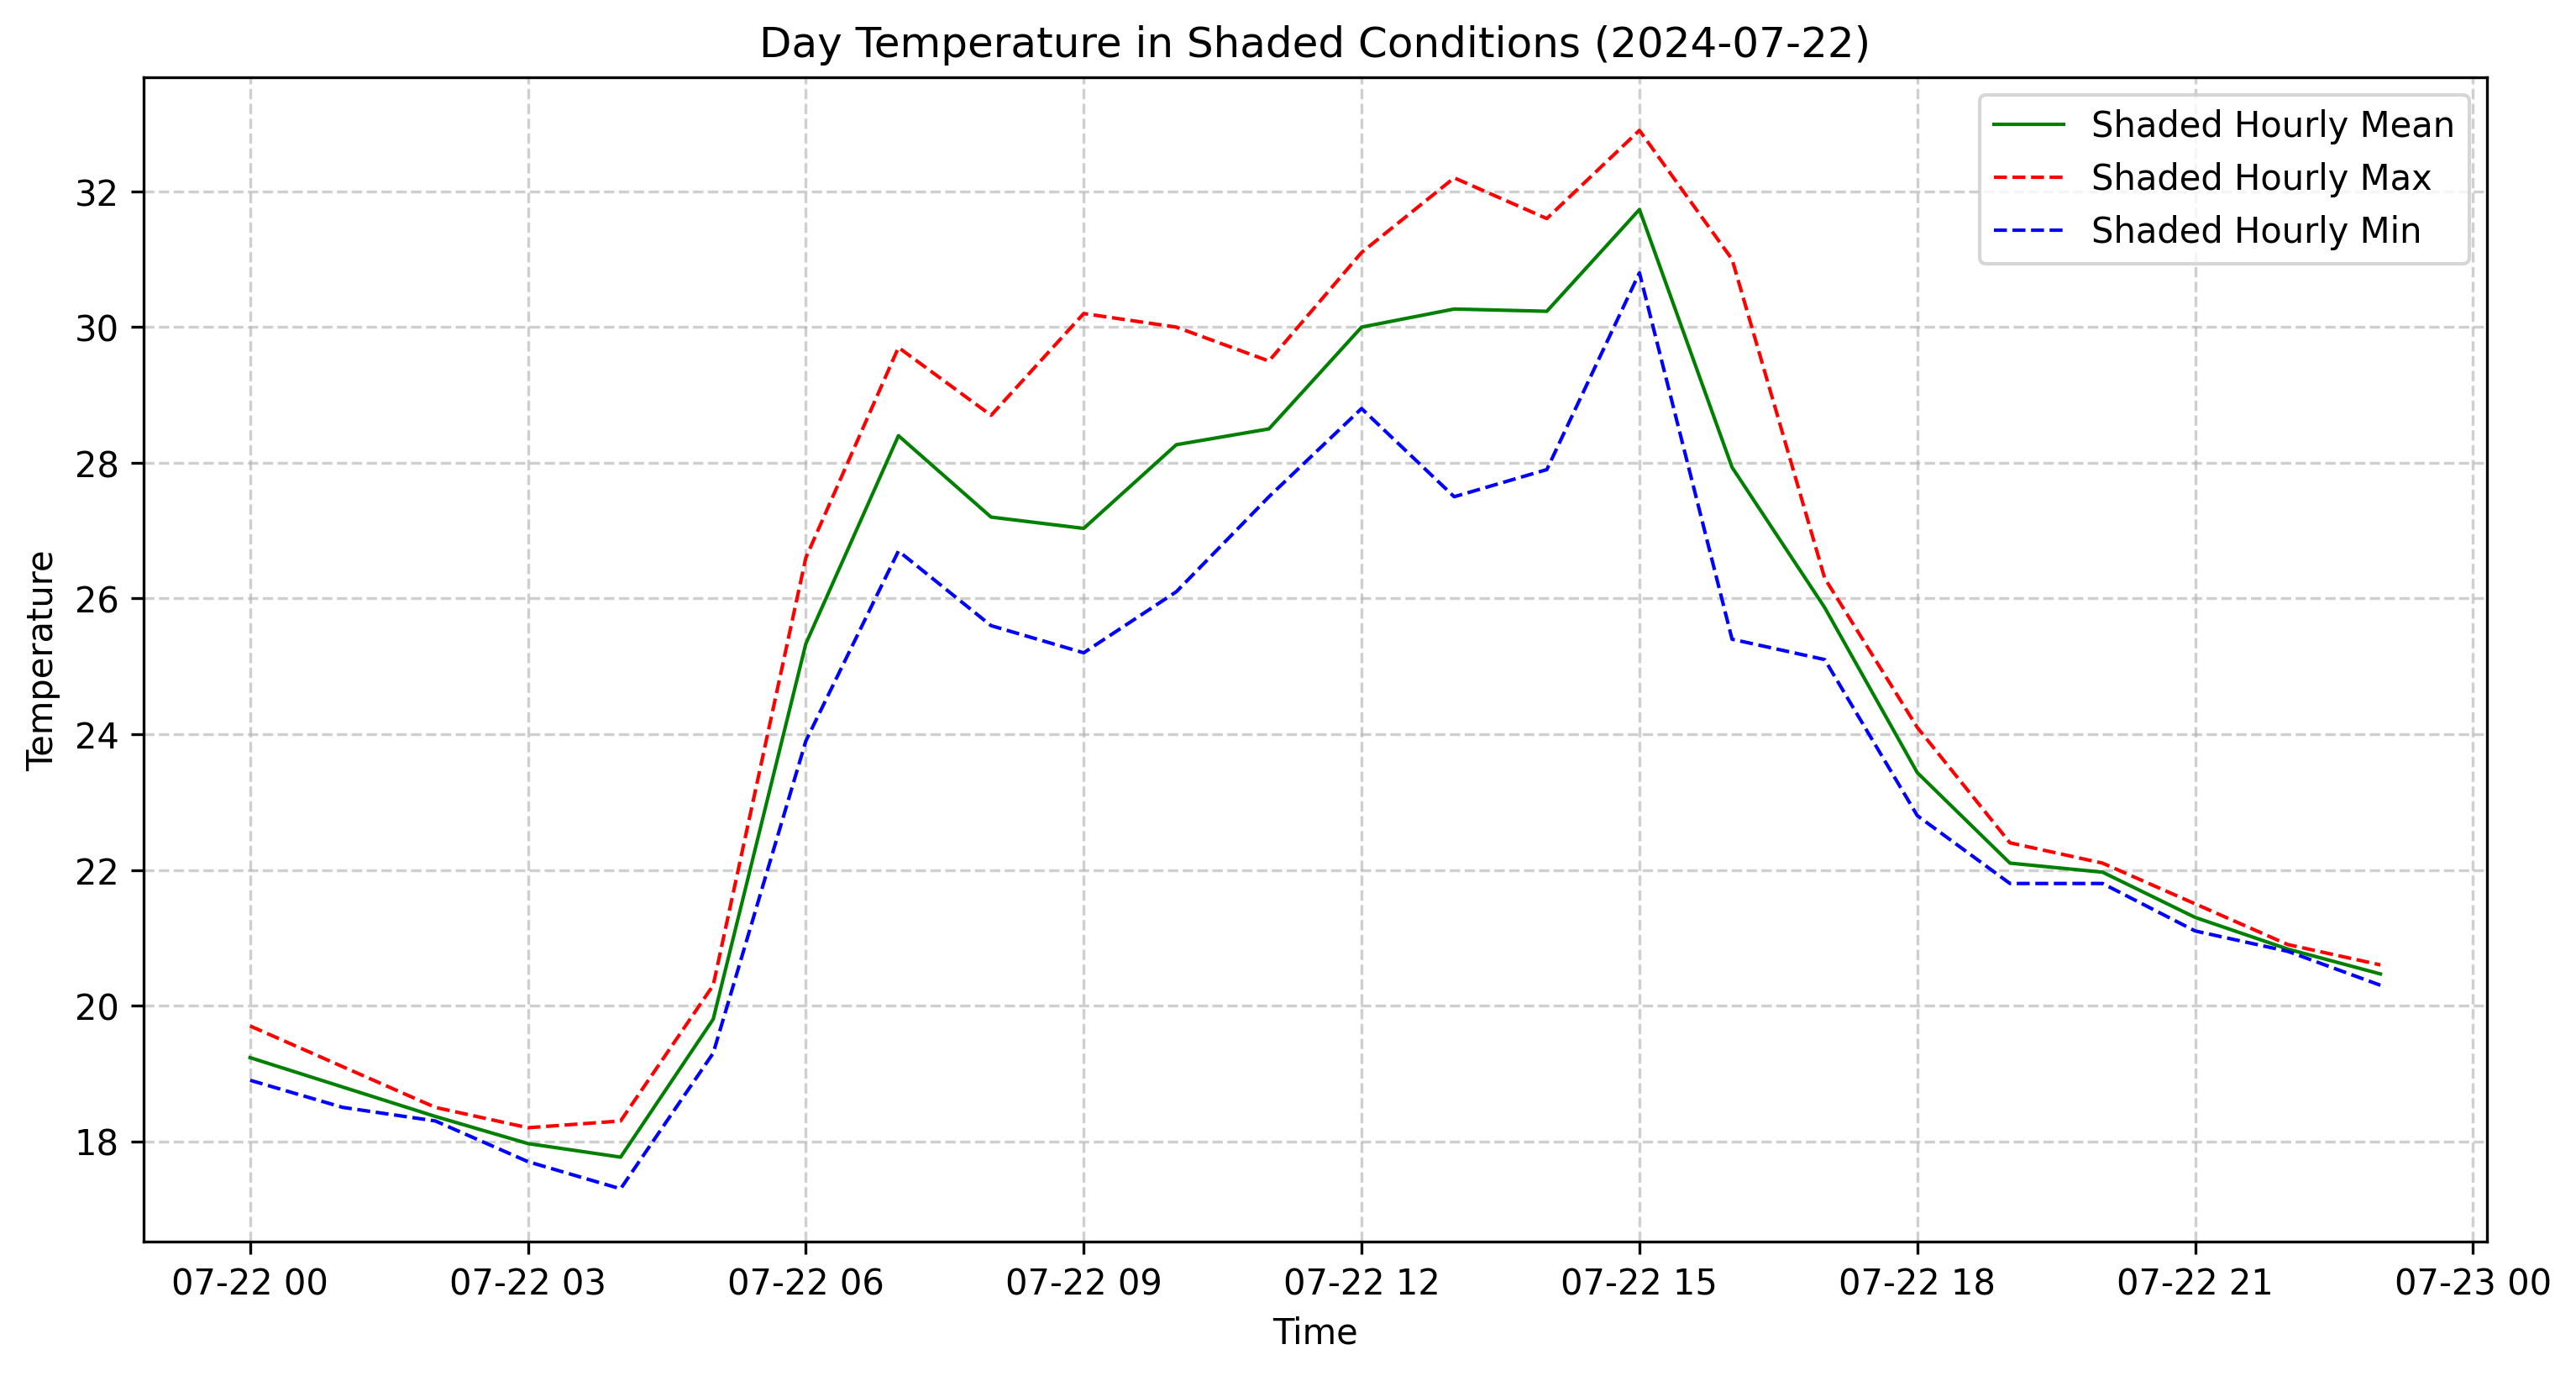 Day Temperature in Shaded Conditions (2024-07-22)
Shaded Hourly Mean
Shaded Hourly Max
Shaded Hourly Min
Temperature
32
30
28
26
24
22
20
18
07-22 00 07-22 03 07-22 06 07-22 09 07-22 12 07-22 15 07-22 18 07-22 21 07-23 00
Time